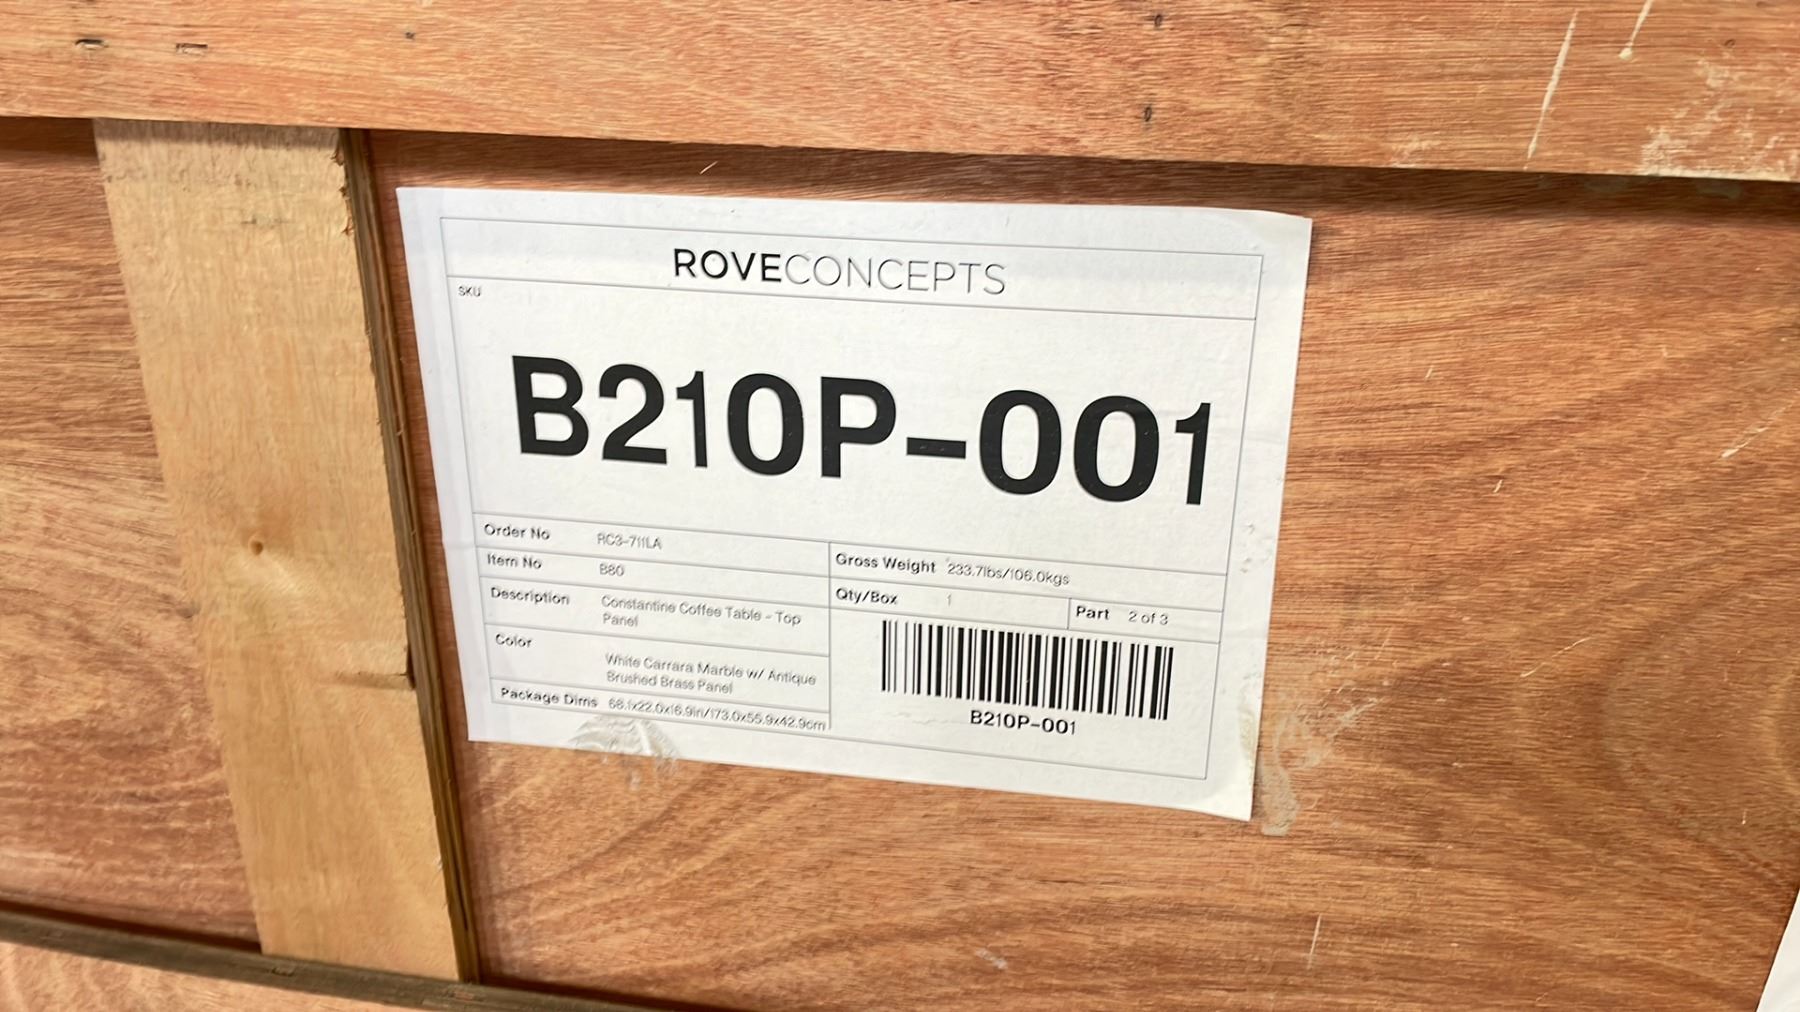 ROVECONCEPTS
SKU
B210P-001
Order No RC3-711LA
Item No B80
Description Constantine Coffee Table - Top
Panel
Color
White Carrara Marble w/ Antique
Brushed Brass Panel
Package Dims 68.1x22.0x16.9in/173.0x55.9x42.9cm
Gross Weight 233.7lbs/106.0kgs
Qty/Box 1
Part 2 of 3
B210P-001